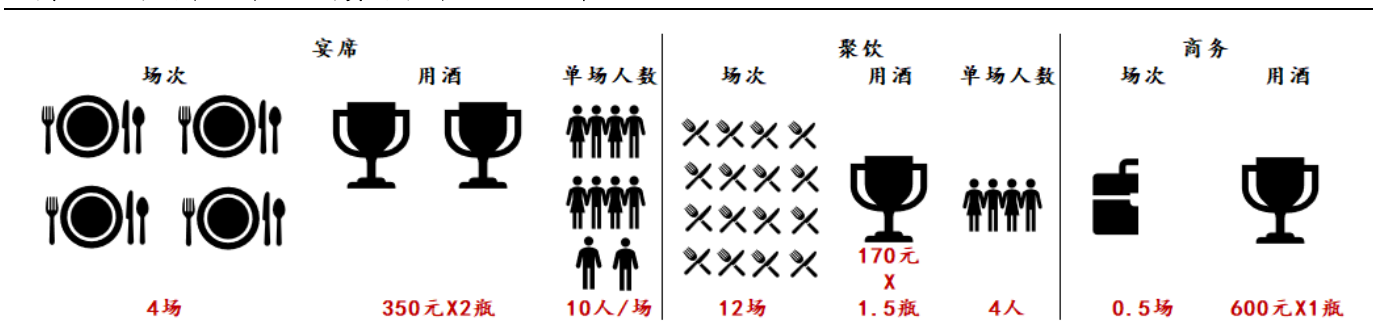 宴席
聚饮
商务
场次
用酒
单场人数
场次
用酒
单场人数
场次
用酒
170元
X
4场
350元X2瓶
10人/场
12场
1.5瓶
4人
0.5场
600元X1瓶